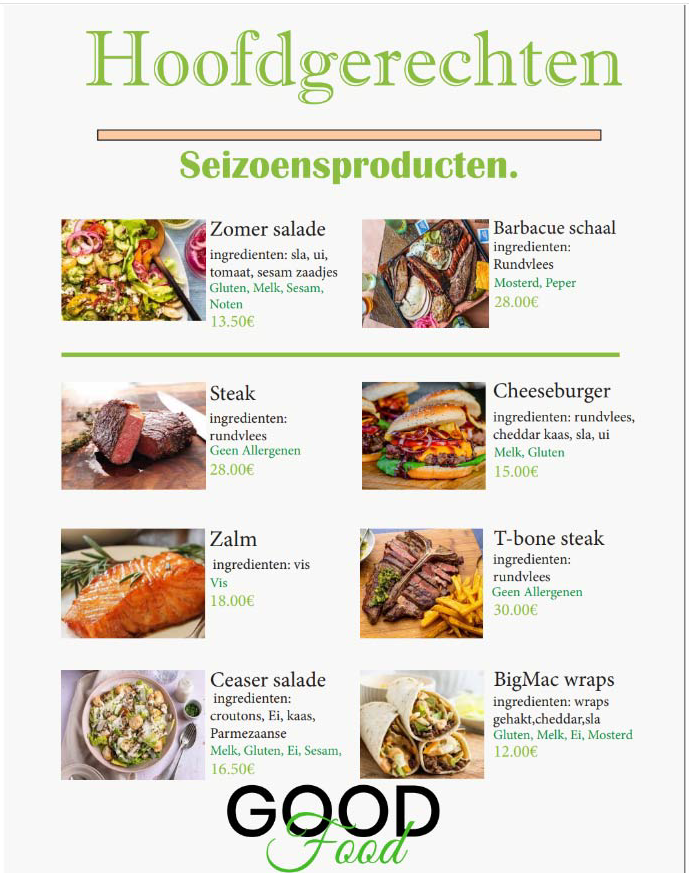 Hoofdgerechten
Seizoensproducten.
Zomer salade
ingredienten: sla, ui,
tomaat, sesam zaadjes
Gluten, Melk, Sesam,
Noten
13.50€
Barbacue schaal
ingredienten:
Rundvlees
Mosterd, Peper
28.00€
Steak
ingredienten:
rundvlees
Geen Allergenen
28.00€
Cheeseburger
ingredienten: rundvlees,
cheddar kaas, sla, ui
Melk, Gluten
15.00€
Zalm
ingredienten: vis
Vis
18.00€
T-bone steak
ingredienten:
rundvlees
Geen Allergenen
30.00€
Ceaser salade
ingredienten:
croutons, Ei, kaas,
Parmezaanse
Melk, Gluten, Ei, Sesam,
16.50€
BigMac wraps
ingredienten: wraps
gehakt,cheddar,sla
Gluten, Melk, Ei, Mosterd
12.00€
GOOD
Food